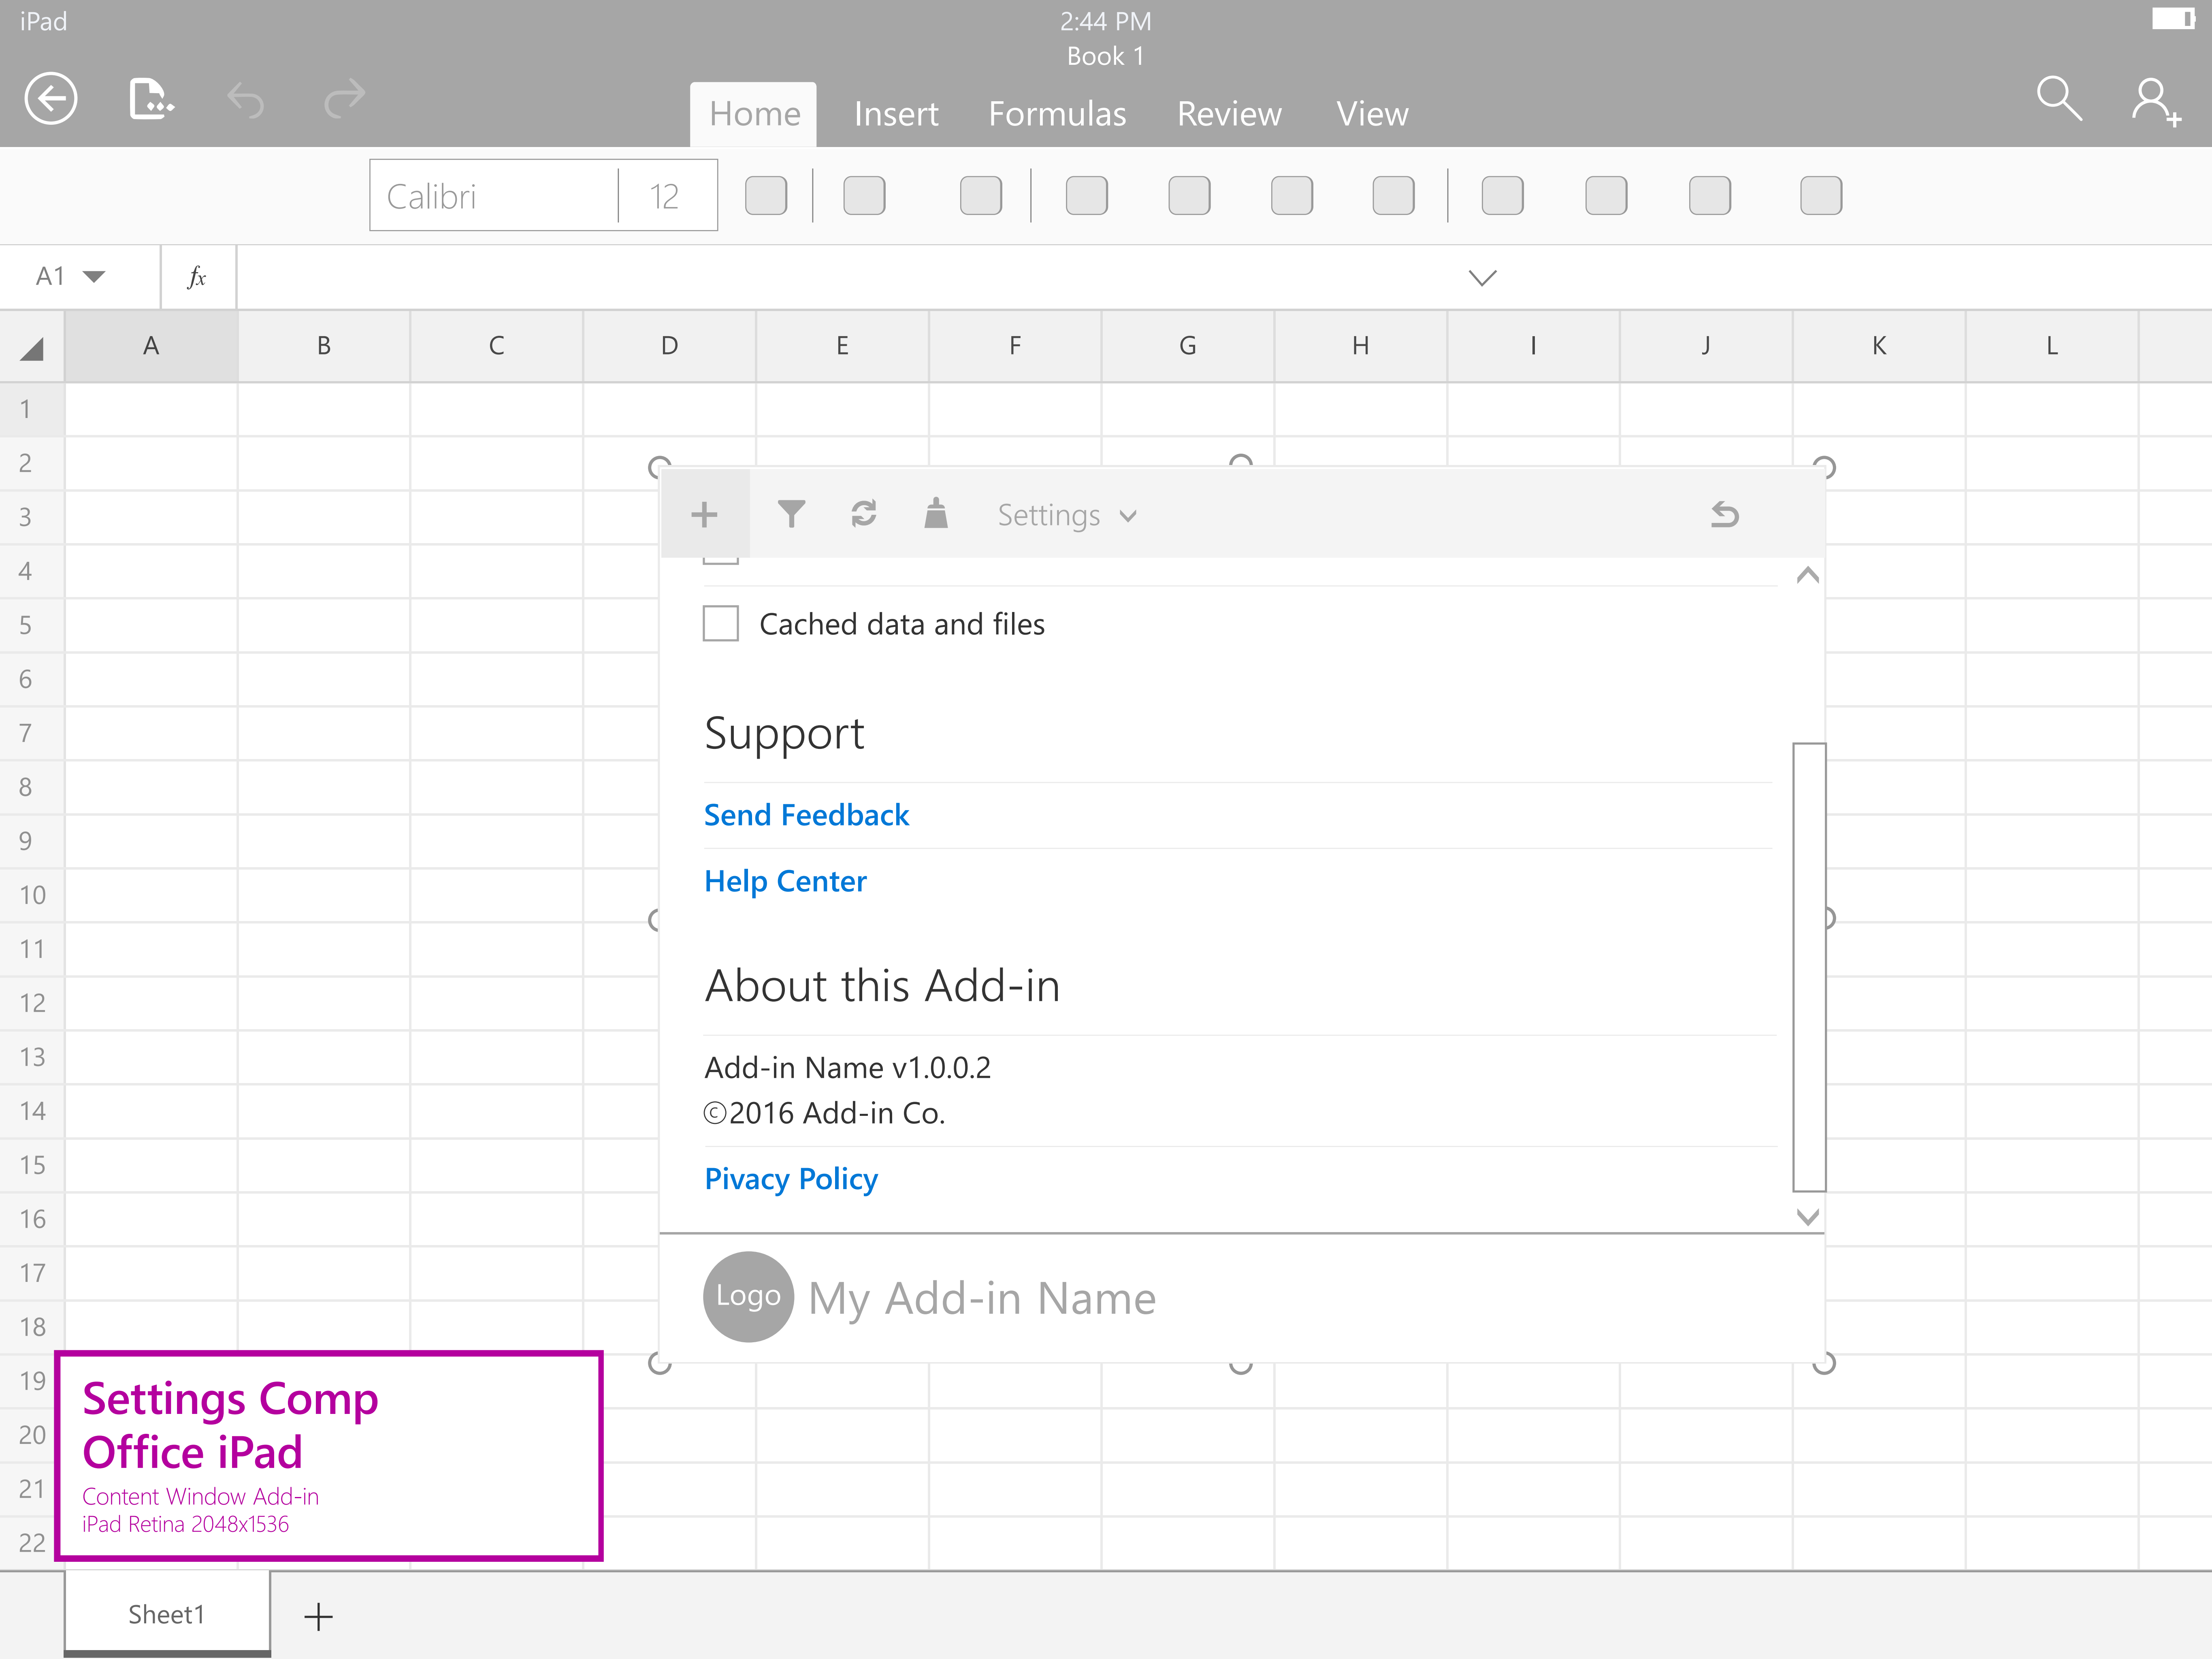 iPad
2:44 PM
Book 1
Home Insert Formulas Review View
Calibri 12
A1 fx
A B C D E F G H I J K L
1
2
3
Settings
4
5
Cached data and files
6
7
Support
8
Send Feedback
9
10
Help Center
11
12
About this Add-in
13
Add-in Name v1.0.0.2
14
©2016 Add-in Co.
15
Pivacy Policy
16
17
Logo My Add-in Name
18
19
20
21
22
Settings Comp
Office iPad
Content Window Add-in
iPad Retina 2048x1536
Sheet1